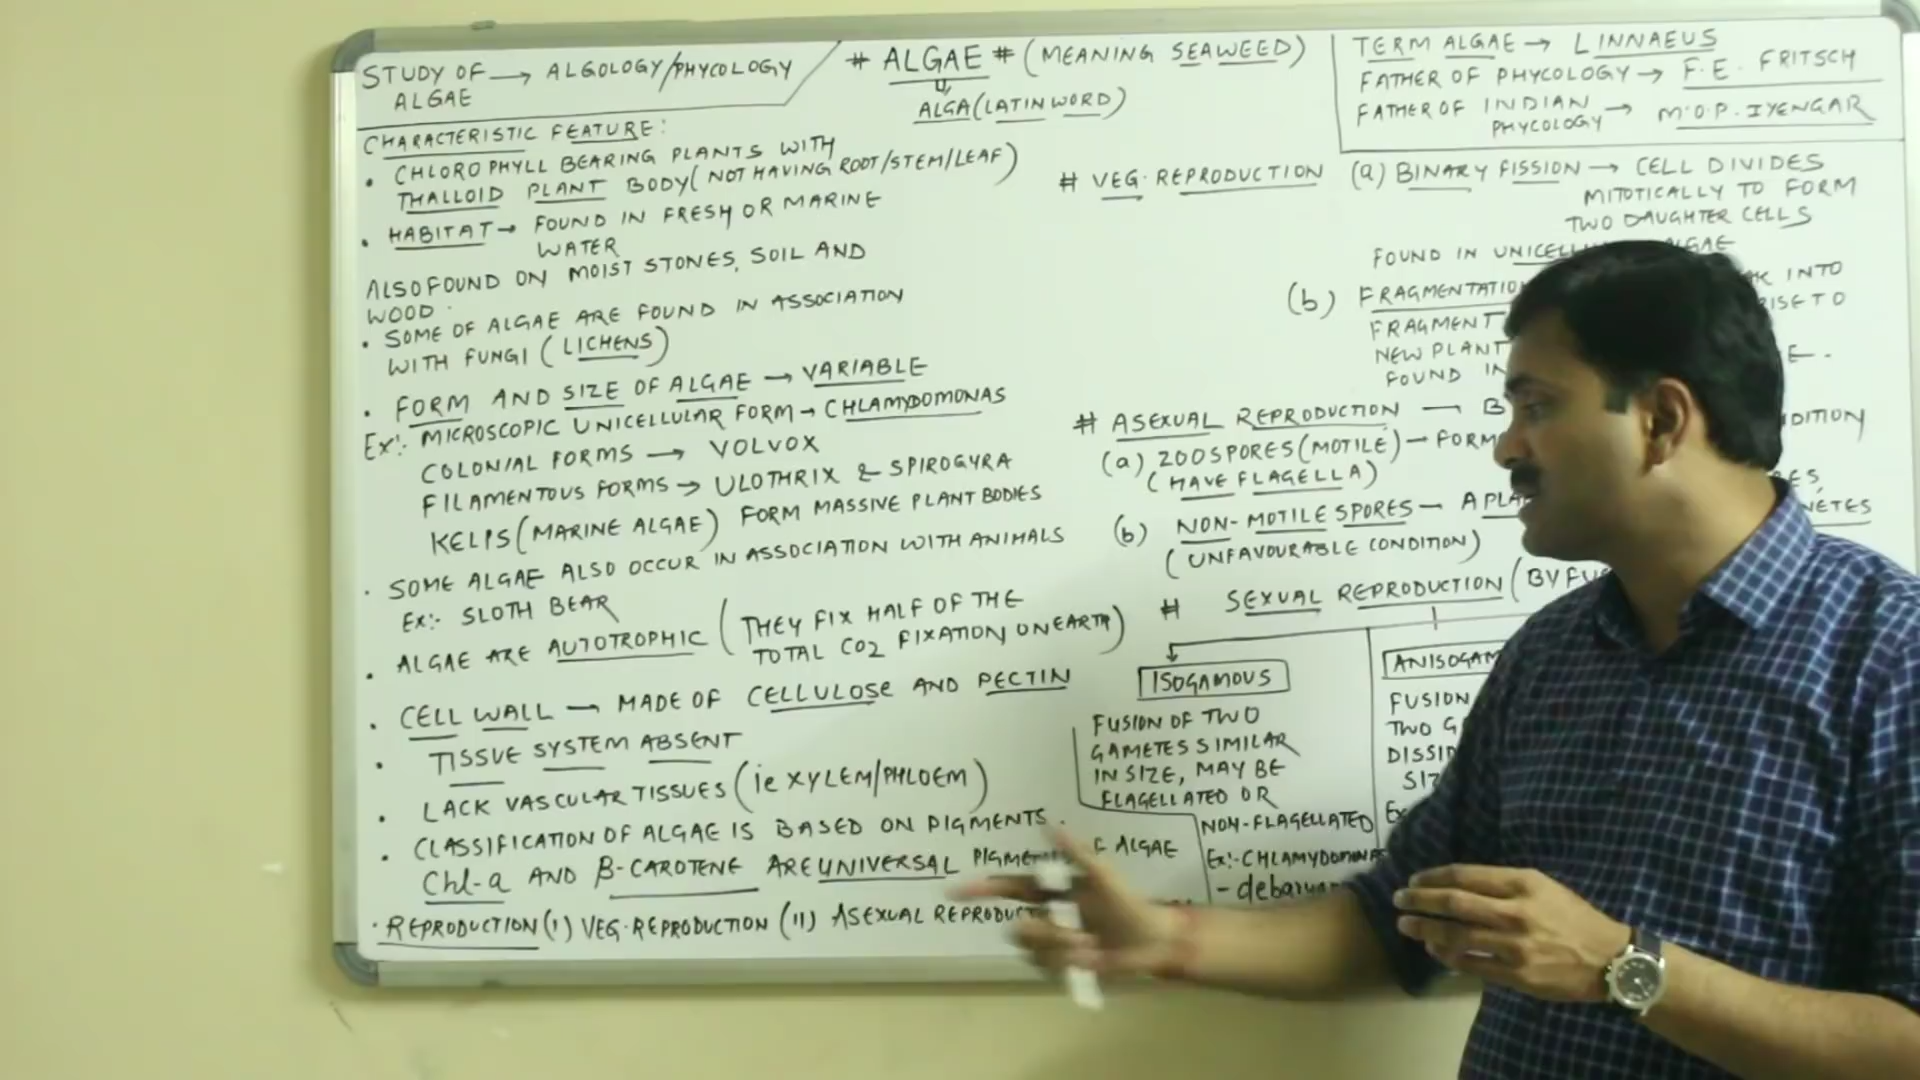 STUDY OF → ALGOLOGY/PHYCOLOGY
ALGAE
# ALGAE # (MEANING SEAWEED)
ALGA (LATIN WORD)
TERM ALGAE → LINNAEUS
FATHER OF PHYCOLOGY → F.E. FRITSCH
FATHER OF INDIAN
PHYCOLOGY → M.O.P. IYENGAR
CHARACTERISTIC FEATURE:
• CHLOROPHYLL BEARING PLANTS WITH
THALLOID PLANT BODY (NOT HAVING ROOT/STEM/LEAF)
• HABITAT → FOUND IN FRESH OR MARINE
WATER
ALSO FOUND ON MOIST STONES, SOIL AND
WOOD.
• SOME OF ALGAE ARE FOUND IN ASSOCIATION
WITH FUNGI (LICHENS)
• FORM AND SIZE OF ALGAE → VARIABLE
Ex:- MICROSCOPIC UNICELLULAR FORM → CHLAMYDOMONAS
COLONIAL FORMS → VOLVOX
FILAMENTOUS FORMS → ULOTHRIX & SPIROGYRA
KELPS (MARINE ALGAE) FORM MASSIVE PLANT BODIES
• SOME ALGAE ALSO OCCUR IN ASSOCIATION WITH ANIMALS
Ex:- SLOTH BEAR
• ALGAE ARE AUTOTROPHIC (THEY FIX HALF OF THE
TOTAL CO2 FIXATION ON EARTH)
• CELL WALL → MADE OF CELLULOSE AND PECTIN
• TISSUE SYSTEM ABSENT
• LACK VASCULAR TISSUES (ie XYLEM/PHLOEM)
• CLASSIFICATION OF ALGAE IS BASED ON PIGMENTS.
Chl-a AND β-CAROTENE ARE UNIVERSAL ALGAE
• REPRODUCTION (I) VEG. REPRODUCTION (II) ASEXUAL
# VEG. REPRODUCTION (a) BINARY FISSION → CELL DIVIDES
MITOTICALLY TO FORM
TWO DAUGHTER CELLS
FOUND IN ALGAE
(b) INTO
FRAGMENT TO
NEW PLANT
FOUND IN
# ASEXUAL REPRODUCTION —
(a) ZOOSPORES (MOTILE) →
(HAVE FLAGELLA)
(b) NON-MOTILE SPORES —
(UNFAVOURABLE CONDITION)
# SEXUAL REPRODUCTION (BY
ISOGAMOUS
FUSION OF TWO
GAMETES SIMILAR
IN SIZE, MAY BE
FLAGELLATED OR
NON-FLAGELLATED
Ex:-
-
FUSION
TWO